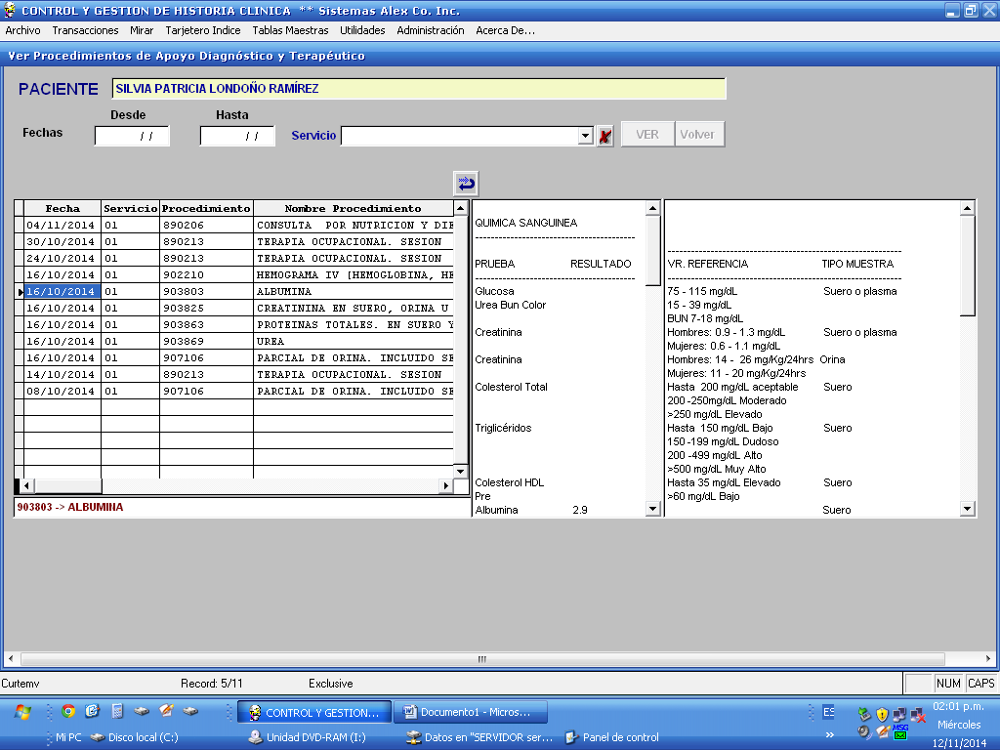 CONTROL Y GESTION DE HISTORIA CLINICA ** Sistemas Alex Co. Inc.
Archivo Transacciones Mirar Tarjetero Indice Tablas Maestras Utilidades Administración Acerca De...
Ver Procedimientos de Apoyo Diagnóstico y Terapéutico
PACIENTE SILVIA PATRICIA LONDOÑO RAMÍREZ
Desde Hasta
Fechas / / / / Servicio VER Volver
Fecha Servicio Procedimiento Nombre Procedimiento
04/11/2014 01 890206 CONSULTA POR NUTRICION Y DIE
30/10/2014 01 890213 TERAPIA OCUPACIONAL. SESION
24/10/2014 01 890213 TERAPIA OCUPACIONAL. SESION
16/10/2014 01 902210 HEMOGRAMA IV [HEMOGLOBINA, HE
16/10/2014 01 903803 ALBUMINA
16/10/2014 01 903825 CREATININA EN SUERO, ORINA U
16/10/2014 01 903863 PROTEINAS TOTALES. EN SUERO Y
16/10/2014 01 903869 UREA
16/10/2014 01 907106 PARCIAL DE ORINA. INCLUIDO SE
14/10/2014 01 890213 TERAPIA OCUPACIONAL. SESION
08/10/2014 01 907106 PARCIAL DE ORINA. INCLUIDO SE
903803 -> ALBUMINA
QUIMICA SANGUINEA
------------------------------------------------
PRUEBA RESULTADO
------------------------------------------------
Glucosa
Urea Bun Color
Creatinina
Creatinina
Colesterol Total
Triglicéridos
Colesterol HDL
Pre
Albumina 2.9
------------------------------------------------
VR. REFERENCIA TIPO MUESTRA
------------------------------------------------
75 - 115 mg/dL Suero o plasma
15 - 39 mg/dL
BUN 7-18 mg/dL
Hombres: 0.9 - 1.3 mg/dL Suero o plasma
Mujeres: 0.6 - 1.1 mg/dL
Hombres: 14 - 26 mg/Kg/24hrs Orina
Mujeres: 11 - 20 mg/Kg/24hrs
Hasta 200 mg/dL aceptable Suero
200 -250mg/dL Moderado
>250 mg/dL Elevado
Hasta 150 mg/dL Bajo Suero
150 -199 mg/dL Dudoso
200 -499 mg/dL Alto
>500 mg/dL Muy Alto
Hasta 35 mg/dL Elevado Suero
>60 mg/dL Bajo
Suero
Curtemv Record: 5/11 Exclusive NUM CAPS
CONTROL Y GESTION... Documento1 - Micros... ES 02:01 p.m.
Miércoles
MSG
Mi PC Disco local (C:) Unidad DVD-RAM (I:) Datos en "SERVIDOR ser... Panel de control » 12/11/2014